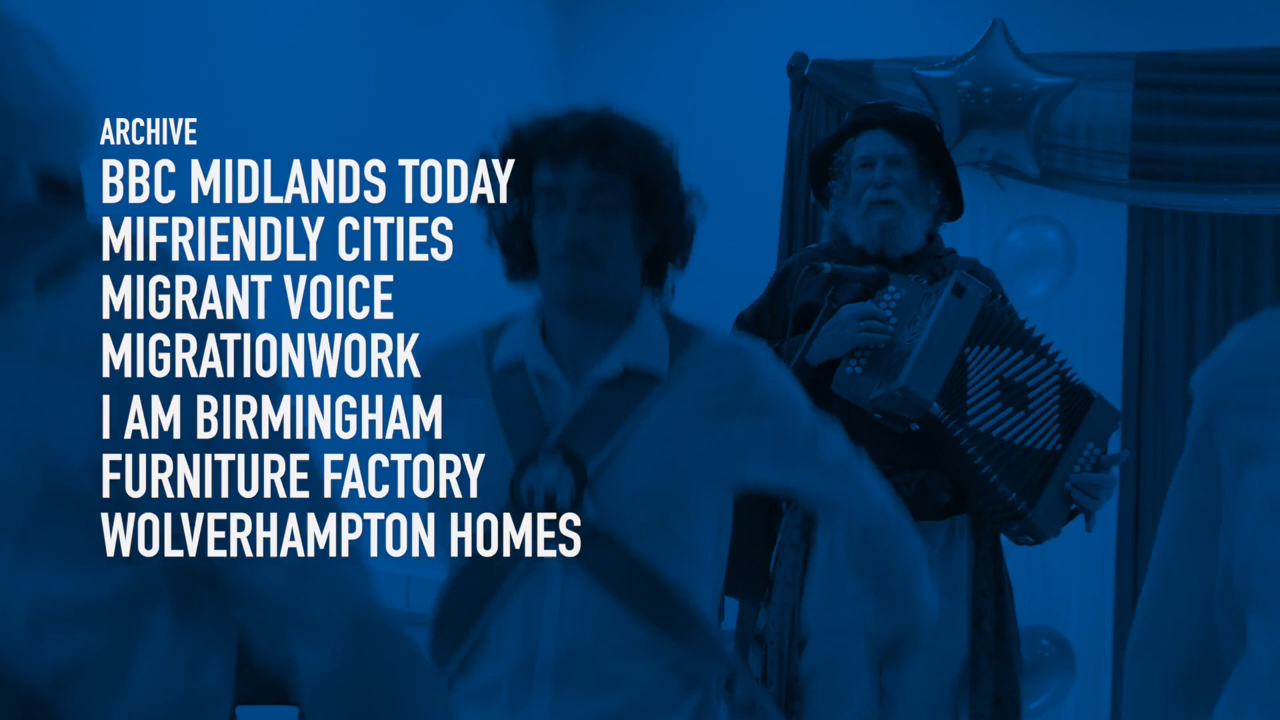 ARCHIVE
BBC MIDLANDS TODAY
MIFRIENDLY CITIES
MIGRANT VOICE
MIGRATIONWORK
I AM BIRMINGHAM
FURNITURE FACTORY
WOLVERHAMPTON HOMES